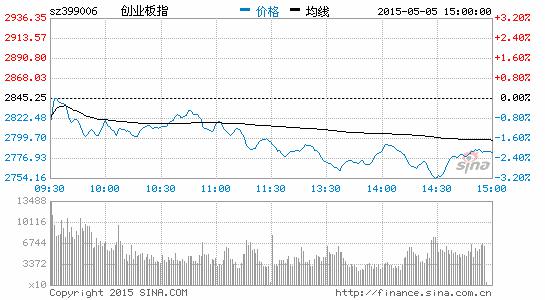 sz399006 创业板指 价格 均线 2015-05-05 15:00:00
2936.35 +3.20%
2913.57 +2.40%
2890.80 +1.60%
2868.03 +0.80%
2845.25 0.00%
2822.48 -0.80%
2799.70 -1.60%
2776.93 -2.40%
2754.16 -3.20%
sina
09:30 10:00 10:30 11:00 11:30 13:30 14:00 14:30 15:00
13488
10116
6744
3372
x10
Copyright 2015 SINA.COM http://finance.sina.com.cn/